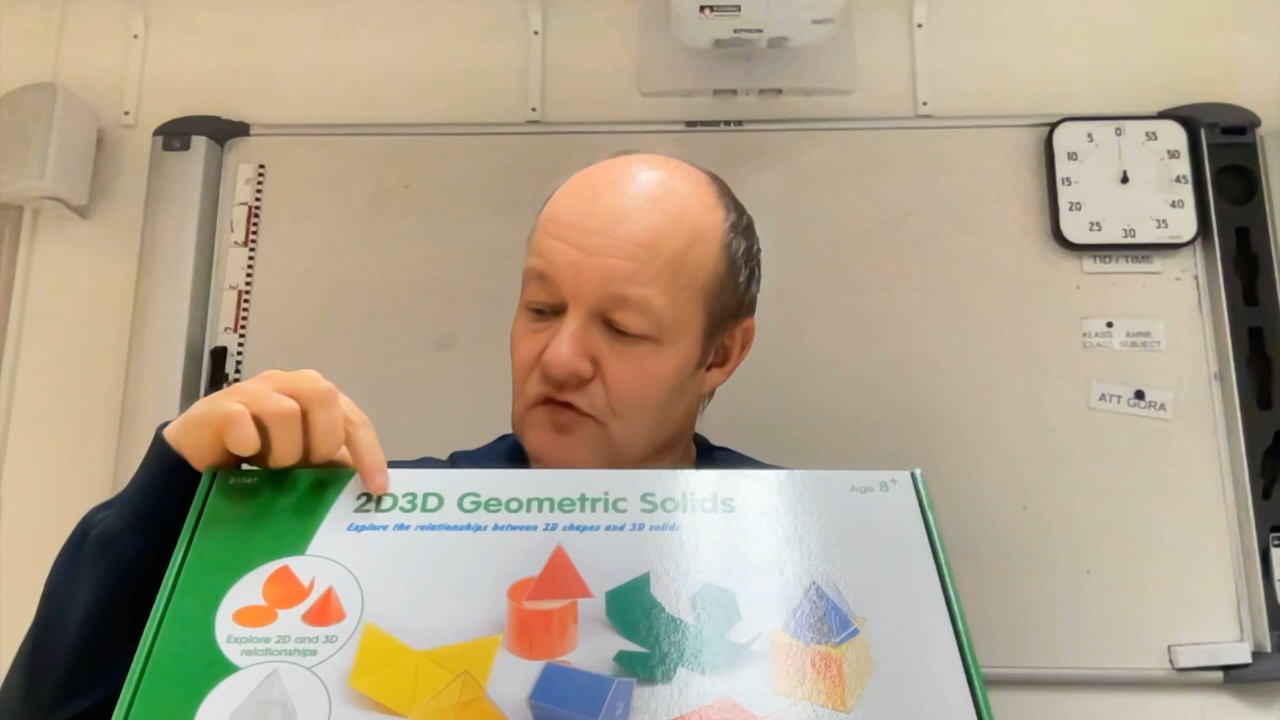 EPSON
0
5
55
10
50
15
45
20
40
25
35
30
TID / TIME
KLASS ÄMNE
CLASS SUBJECT
ATT GÖRA
2D3D Geometric Solids
Age 8+
Explore the relationships between 2D shapes and 3D solids
Explore 2D and 3D
relationships